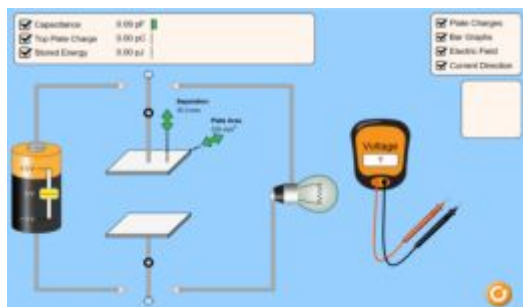 Capacitance 0.09 pF
Top Plate Charge 0.00 pC
Stored Energy 0.00 pJ
Plate Charges
Bar Graphs
Electric Field
Current Direction
Separation
Plate Area
Voltage
?